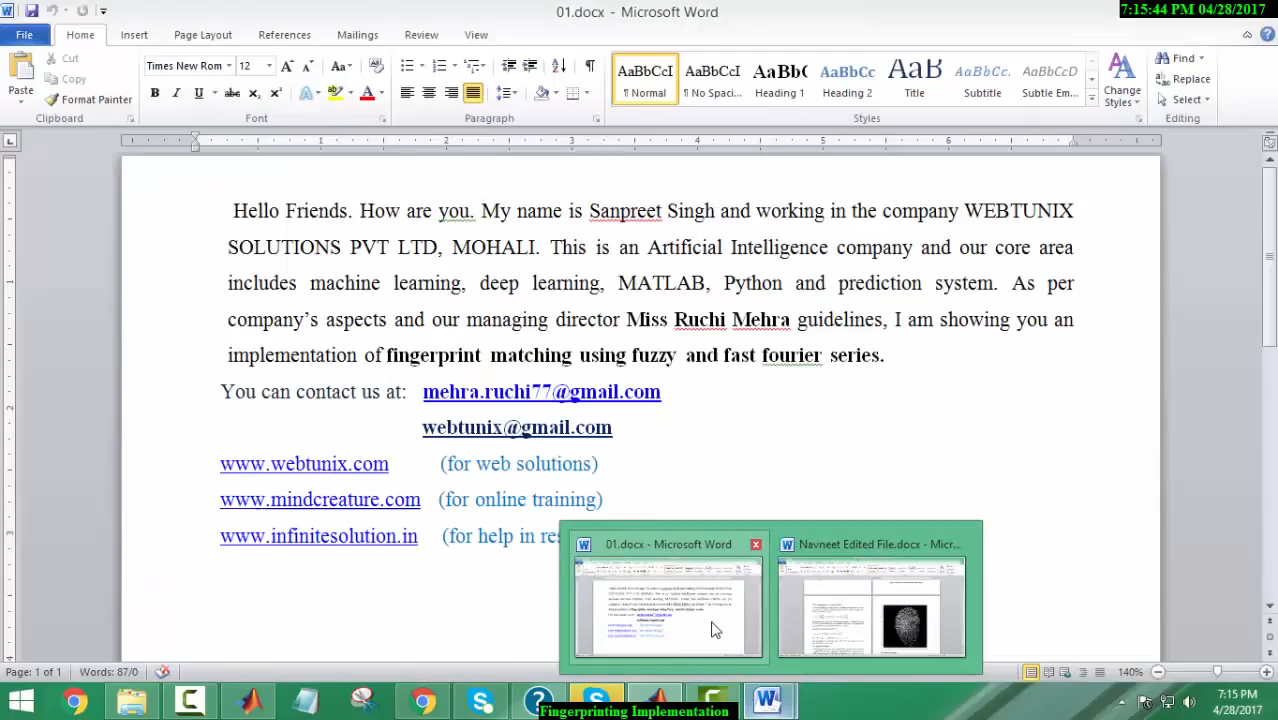 01.docx - Microsoft Word
7:15:44 PM 04/28/2017
File Home Insert Page Layout References Mailings Review View
Paste
Cut
Copy
Format Painter
Clipboard
Times New Rom 12
Font
Paragraph
AaBbCcI AaBbCcI AaBbC AaBbCc AaB AaBbCc. AaBbCcD
¶ Normal ¶ No Spaci... Heading 1 Heading 2 Title Subtitle Subtle Em...
Change
Styles
Styles
Find
Replace
Select
Editing
1 2 3 4 5 6
Hello Friends. How are you. My name is Sanpreet Singh and working in the company WEBTUNIX
SOLUTIONS PVT LTD, MOHALI. This is an Artificial Intelligence company and our core area
includes machine learning, deep learning, MATLAB, Python and prediction system. As per
company's aspects and our managing director Miss Ruchi Mehra guidelines, I am showing you an
implementation of fingerprint matching using fuzzy and fast fourier series.
You can contact us at: mehra.ruchi77@gmail.com
webtunix@gmail.com
www.webtunix.com (for web solutions)
www.mindcreature.com (for online training)
www.infinitesolution.in (for help in res
01.docx - Microsoft Word
Navneet Edited File.docx - Micr...
Page: 1 of 1 Words: 87/0 140%
Fingerprinting Implementation
7:15 PM
4/28/2017